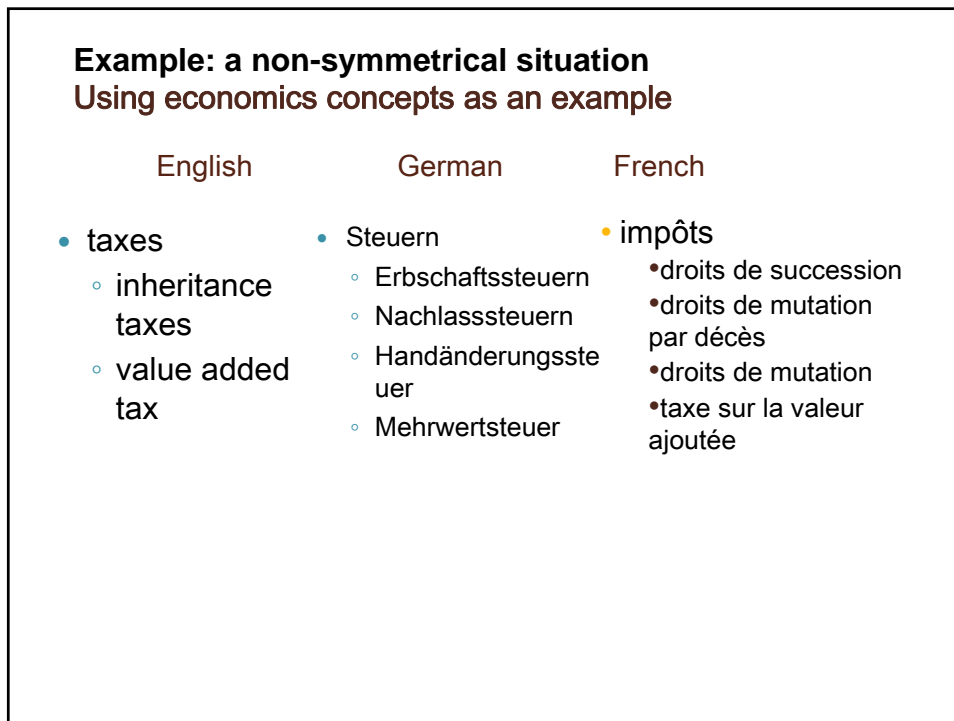 Example: a non-symmetrical situation
Using economics concepts as an example
English
German
French
• taxes
◦ inheritance
taxes
◦ value added
tax
• Steuern
◦ Erbschaftssteuern
◦ Nachlasssteuern
◦ Handänderungsste
uer
◦ Mehrwertsteuer
• impôts
•droits de succession
•droits de mutation
par décès
•droits de mutation
•taxe sur la valeur
ajoutée